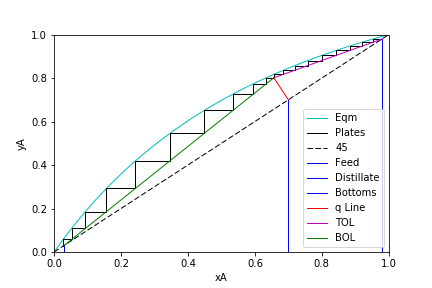 1.0
0.8
0.6
0.4
0.2
0.0
yA
0.0 0.2 0.4 0.6 0.8 1.0
xA
Eqm
Plates
45
Feed
Distillate
Bottoms
q Line
TOL
BOL